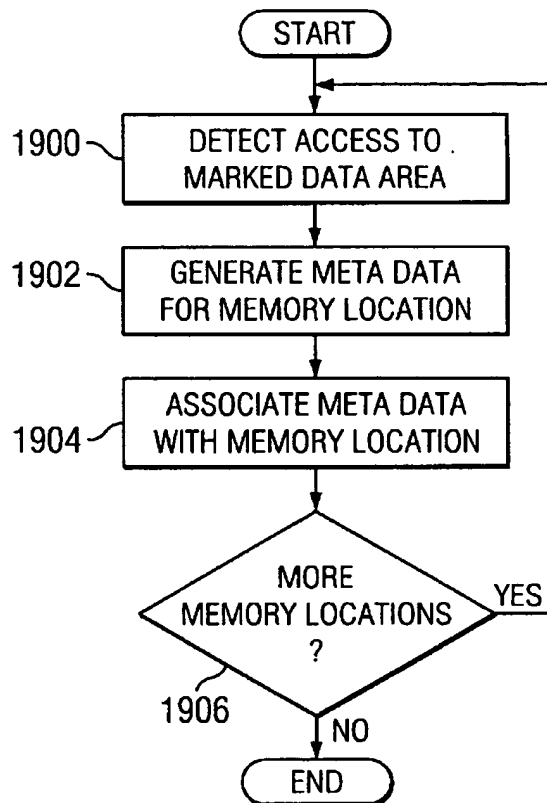 START
1900
DETECT ACCESS TO
MARKED DATA AREA
1902
GENERATE META DATA
FOR MEMORY LOCATION
1904
ASSOCIATE META DATA
WITH MEMORY LOCATION
MORE
MEMORY LOCATIONS
?
YES
1906
NO
END